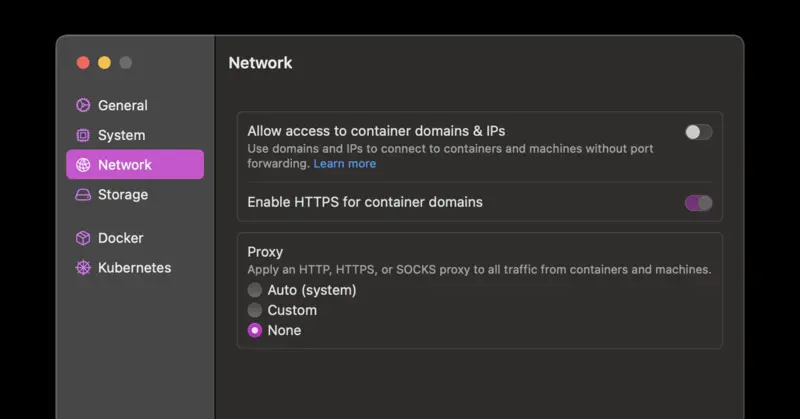 Network
General
System
Network
Storage
Docker
Kubernetes
Allow access to container domains & IPs
Use domains and IPs to connect to containers and machines without port
forwarding. Learn more
Enable HTTPS for container domains
Proxy
Apply an HTTP, HTTPS, or SOCKS proxy to all traffic from containers and machines.
Auto (system)
Custom
None